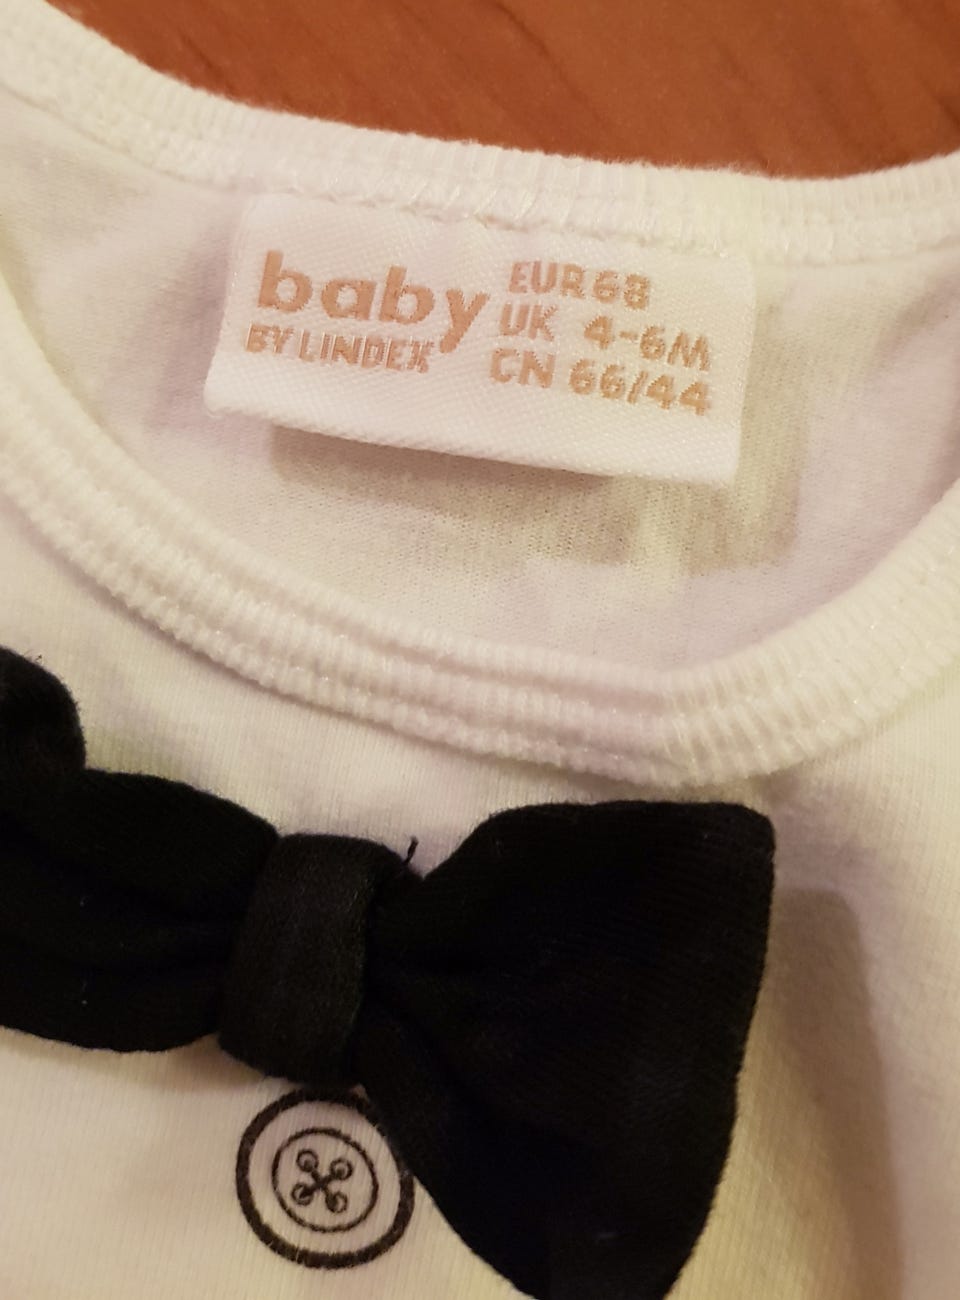 baby
BY LINDEX
EUR 68
UK 4-6M
CN 66/44